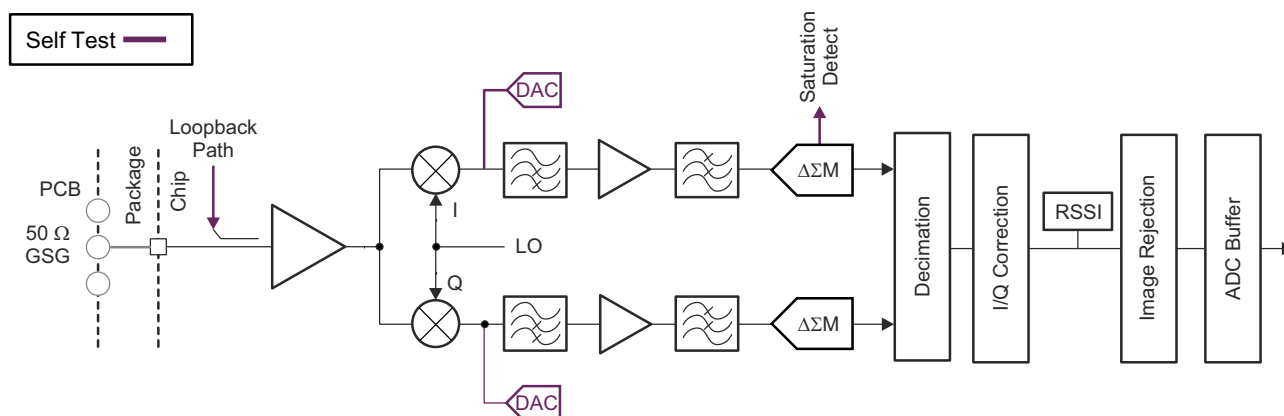 Self Test
DAC
Saturation
Detect
Loopback
Path
PCB
Package
Chip
50 Ω
GSG
I
LO
Q
ΔΣM
ΔΣM
DAC
Decimation
I/Q Correction
RSSI
Image Rejection
ADC Buffer